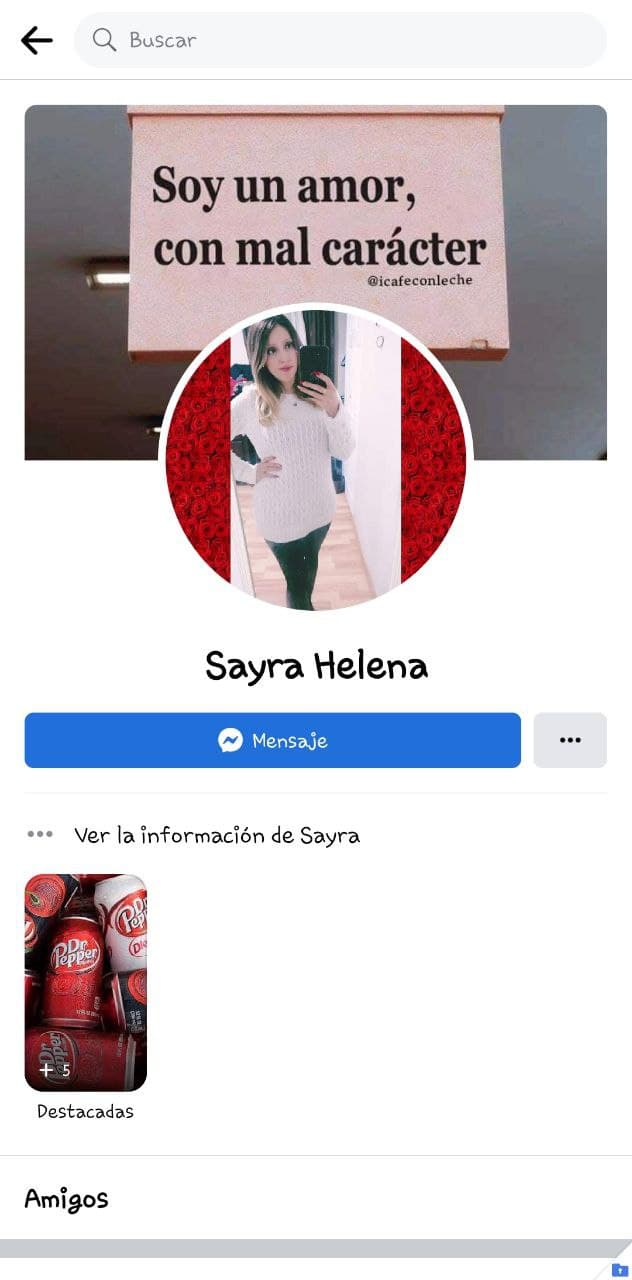 Buscar
Soy un amor,
con mal carácter
@icafeconleche
Sayra Helena
Mensaje
Ver la información de Sayra
Dr Pepper
Dr Pepper
Dr Pepper
+ 5
Destacadas
Amigos